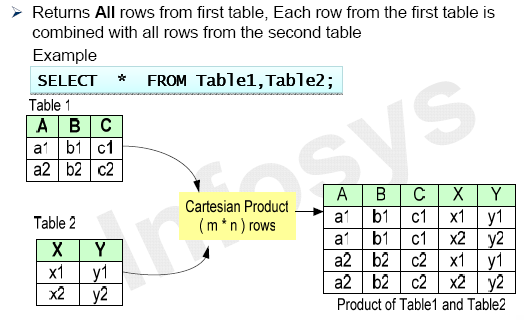 ➢ Returns All rows from first table, Each row from the first table is
combined with all rows from the second table
Example
SELECT * FROM Table1,Table2;
Table 1
A B C
a1 b1 c1
a2 b2 c2
Table 2
X Y
x1 y1
x2 y2
Cartesian Product
( m * n ) rows
A B C X Y
a1 b1 c1 x1 y1
a1 b1 c1 x2 y2
a2 b2 c2 x1 y1
a2 b2 c2 x2 y2
Product of Table1 and Table2
Infosys